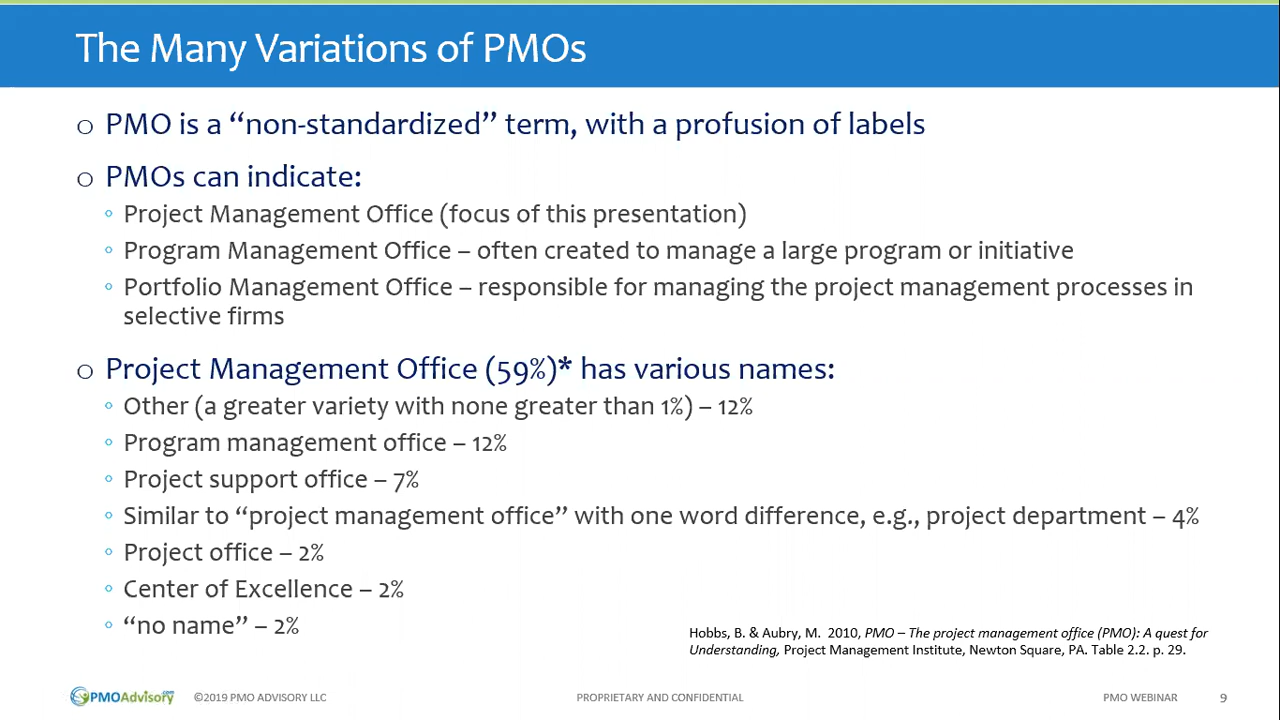 The Many Variations of PMOs
o PMO is a “non-standardized” term, with a profusion of labels
o PMOs can indicate:
◦ Project Management Office (focus of this presentation)
◦ Program Management Office – often created to manage a large program or initiative
◦ Portfolio Management Office – responsible for managing the project management processes in
selective firms
o Project Management Office (59%)* has various names:
◦ Other (a greater variety with none greater than 1%) – 12%
◦ Program management office – 12%
◦ Project support office – 7%
◦ Similar to “project management office” with one word difference, e.g., project department – 4%
◦ Project office – 2%
◦ Center of Excellence – 2%
◦ “no name” – 2%
Hobbs, B. & Aubry, M. 2010, PMO – The project management office (PMO): A quest for
Understanding, Project Management Institute, Newton Square, PA. Table 2.2. p. 29.
PMOAdvisory.com ©2019 PMO ADVISORY LLC PROPRIETARY AND CONFIDENTIAL PMO WEBINAR 9